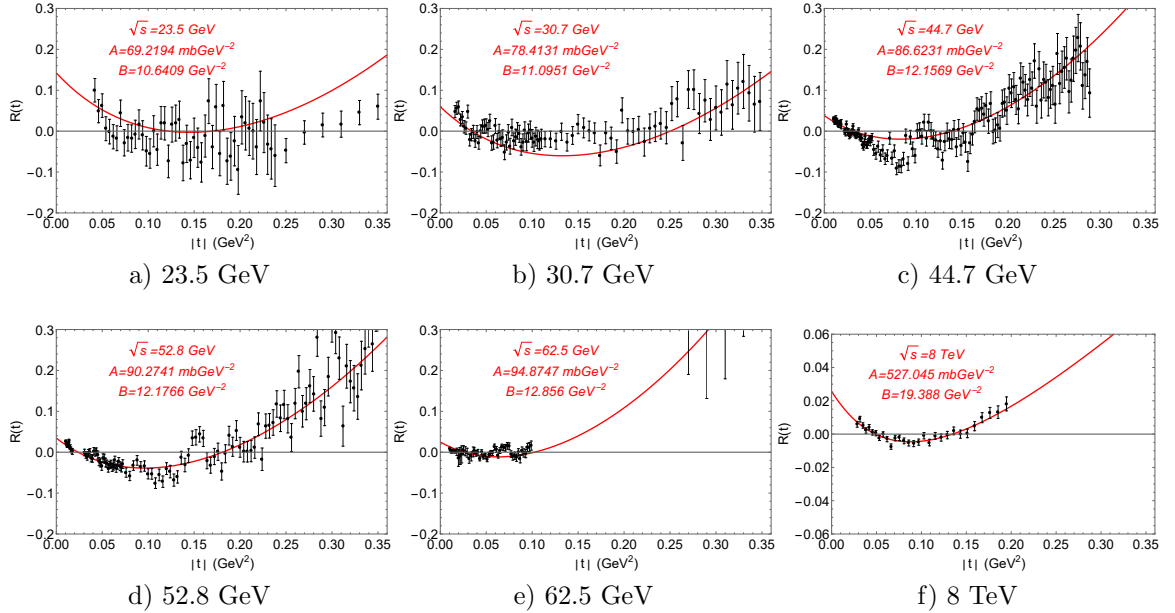 √s =23.5 GeV
A=69.2194 mbGeV⁻²
B=10.6409 GeV⁻²
R(t)
0.3
0.2
0.1
0.0
−0.1
−0.2
0.00 0.05 0.10 0.15 0.20 0.25 0.30 0.35
|t| (GeV²)
a) 23.5 GeV
√s =30.7 GeV
A=78.4131 mbGeV⁻²
B=11.0951 GeV⁻²
R(t)
0.3
0.2
0.1
0.0
−0.1
−0.2
0.00 0.05 0.10 0.15 0.20 0.25 0.30 0.35
|t| (GeV²)
b) 30.7 GeV
√s =44.7 GeV
A=86.6231 mbGeV⁻²
B=12.1569 GeV⁻²
R(t)
0.3
0.2
0.1
0.0
−0.1
−0.2
0.00 0.05 0.10 0.15 0.20 0.25 0.30 0.35
|t| (GeV²)
c) 44.7 GeV
√s =52.8 GeV
A=90.2741 mbGeV⁻²
B=12.1766 GeV⁻²
R(t)
0.3
0.2
0.1
0.0
−0.1
−0.2
0.00 0.05 0.10 0.15 0.20 0.25 0.30 0.35
|t| (GeV²)
d) 52.8 GeV
√s =62.5 GeV
A=94.8747 mbGeV⁻²
B=12.856 GeV⁻²
R(t)
0.3
0.2
0.1
0.0
−0.1
−0.2
0.00 0.05 0.10 0.15 0.20 0.25 0.30 0.35
|t| (GeV²)
e) 62.5 GeV
√s =8 TeV
A=527.045 mbGeV⁻²
B=19.388 GeV⁻²
R(t)
0.06
0.04
0.02
0.00
−0.02
−0.04
−0.06
0.00 0.05 0.10 0.15 0.20 0.25 0.30 0.35
|t| (GeV²)
f) 8 TeV